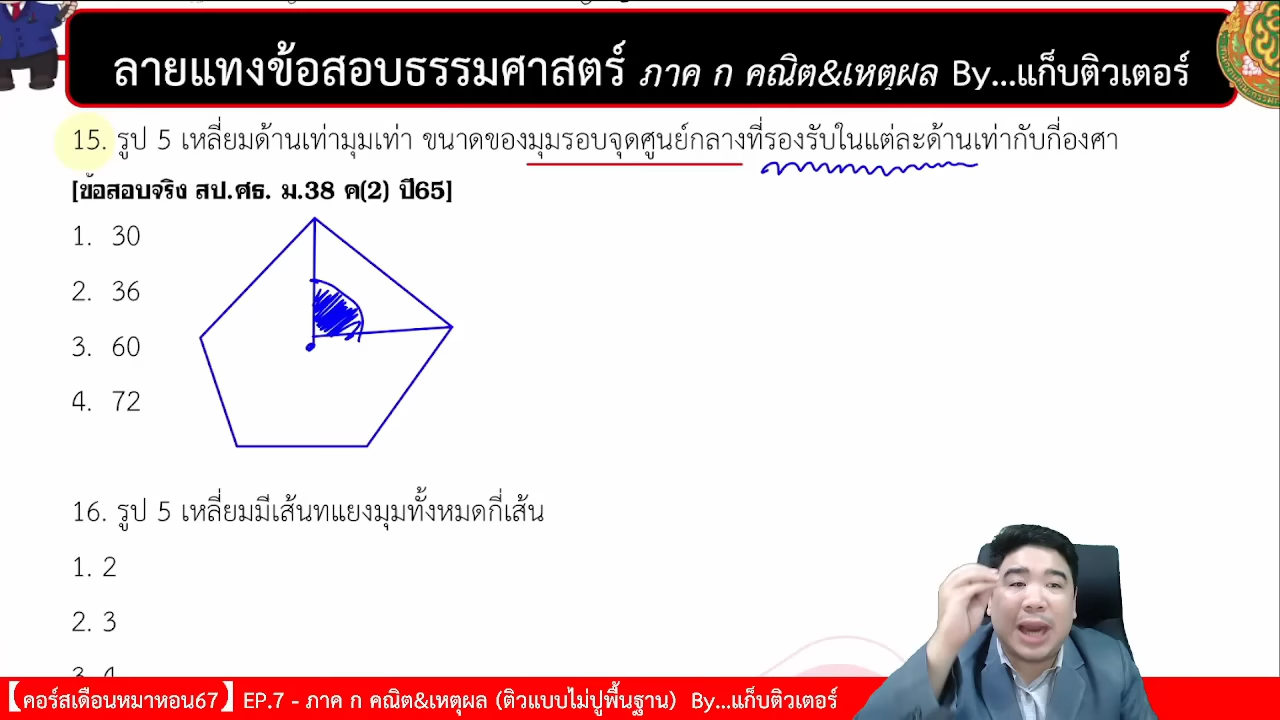 ลายแทงข้อสอบธรรมศาสตร์ ภาค ก คณิต&เหตุผล By...แก็บติวเตอร์
15. รูป 5 เหลี่ยมด้านเท่ามุมเท่า ขนาดของมุมรอบจุดศูนย์กลางที่รองรับในแต่ละด้านเท่ากับกี่องศา
[ข้อสอบจริง สป.ศธ. ม.38 ค(2) ปี65]
1. 30
2. 36
3. 60
4. 72
16. รูป 5 เหลี่ยมมีเส้นทแยงมุมทั้งหมดกี่เส้น
1. 2
2. 3
3. 4
【คอร์สเดือนหมาหอน67】 EP.7 - ภาค ก คณิต&เหตุผล (ติวแบบไม่ปูพื้นฐาน) By...แก็บติวเตอร์